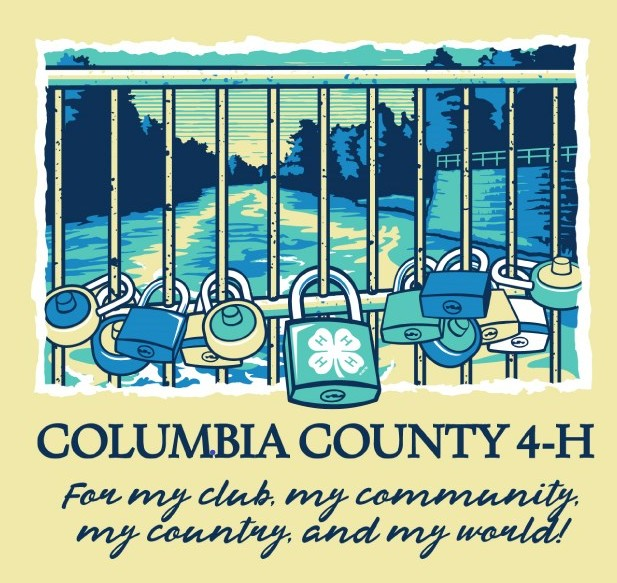 H H
H H
COLUMBIA COUNTY 4-H
For my club, my community,
my country, and my world!